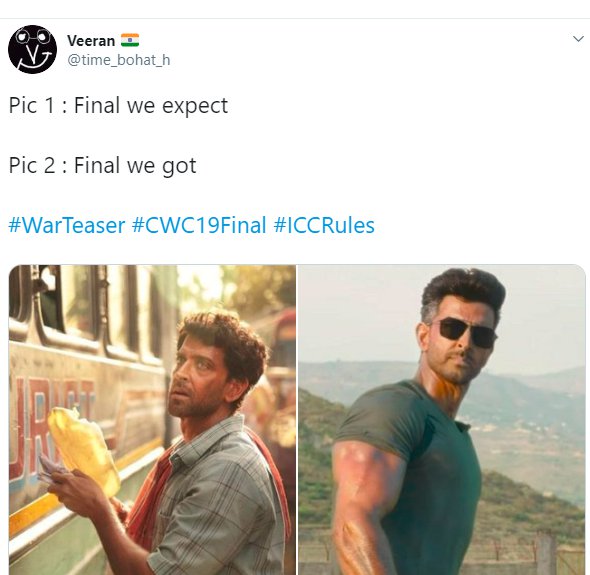 Veeran 🇮🇳
@time_bohat_h
Pic 1 : Final we expect
Pic 2 : Final we got
#WarTeaser #CWC19Final #ICCRules